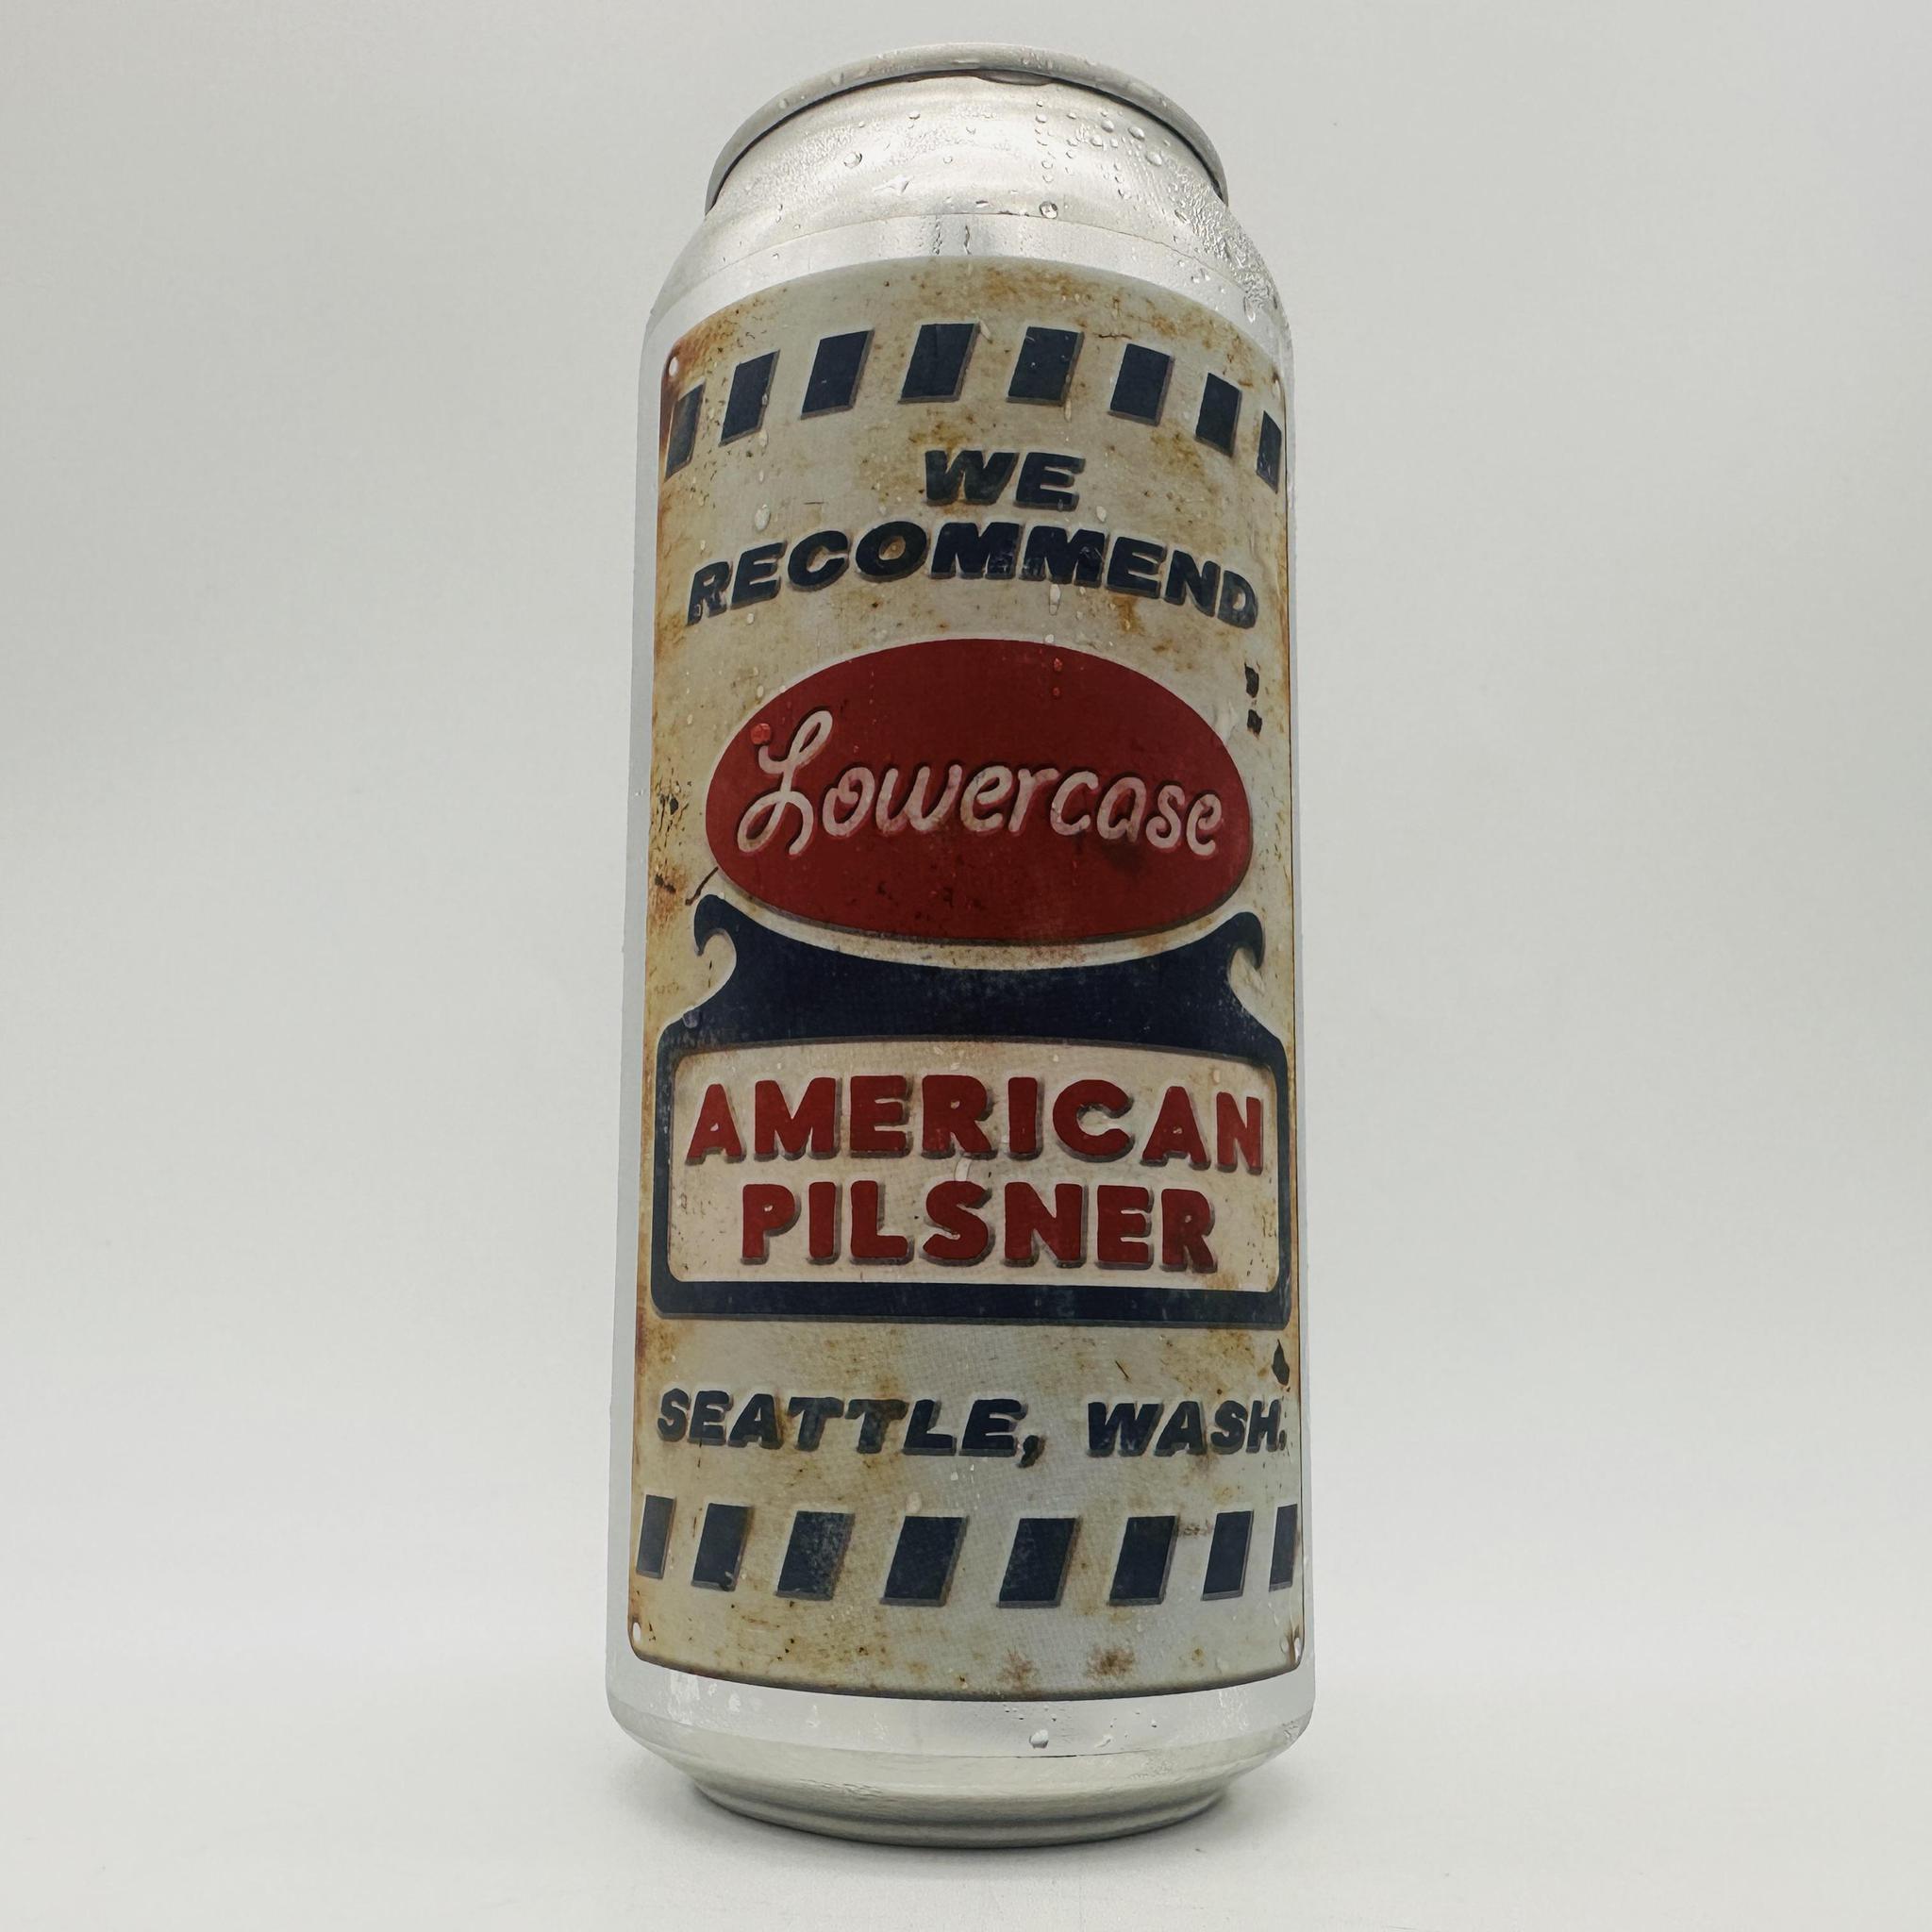 WE
RECOMMEND
Lowercase
AMERICAN
PILSNER
SEATTLE, WASH.